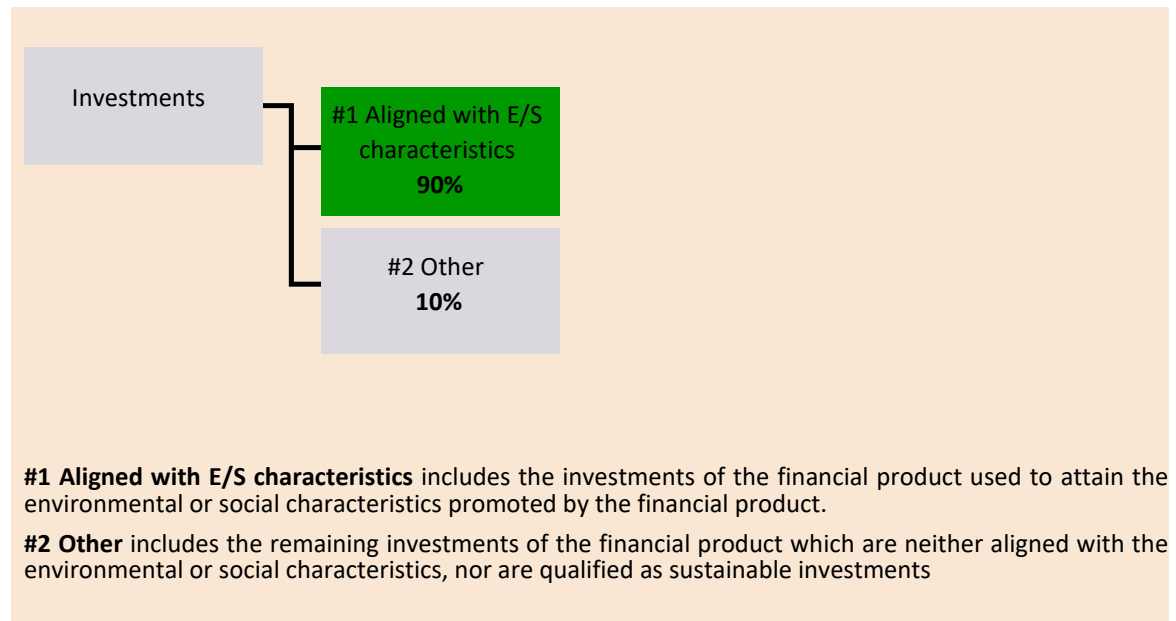 Investments
#1 Aligned with E/S
characteristics
90%
#2 Other
10%
#1 Aligned with E/S characteristics includes the investments of the financial product used to attain the
environmental or social characteristics promoted by the financial product.
#2 Other includes the remaining investments of the financial product which are neither aligned with the
environmental or social characteristics, nor are qualified as sustainable investments